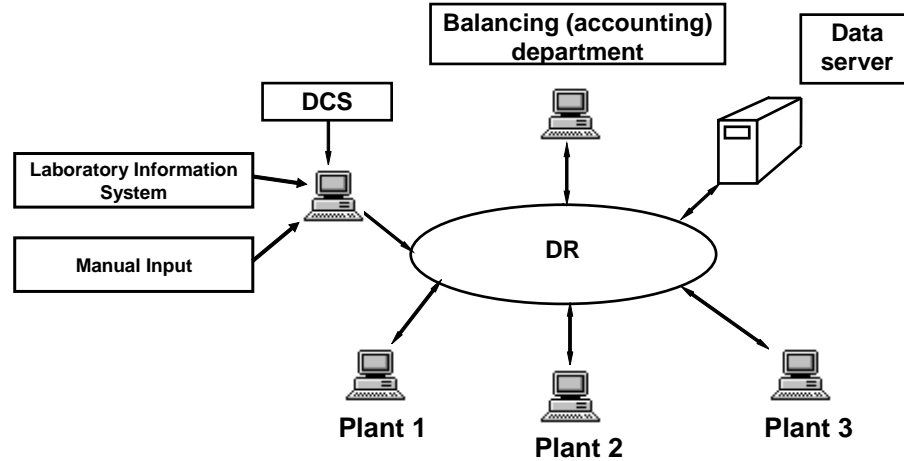 Balancing (accounting)
department
Data
server
DCS
Laboratory Information
System
Manual Input
DR
Plant 1
Plant 2
Plant 3